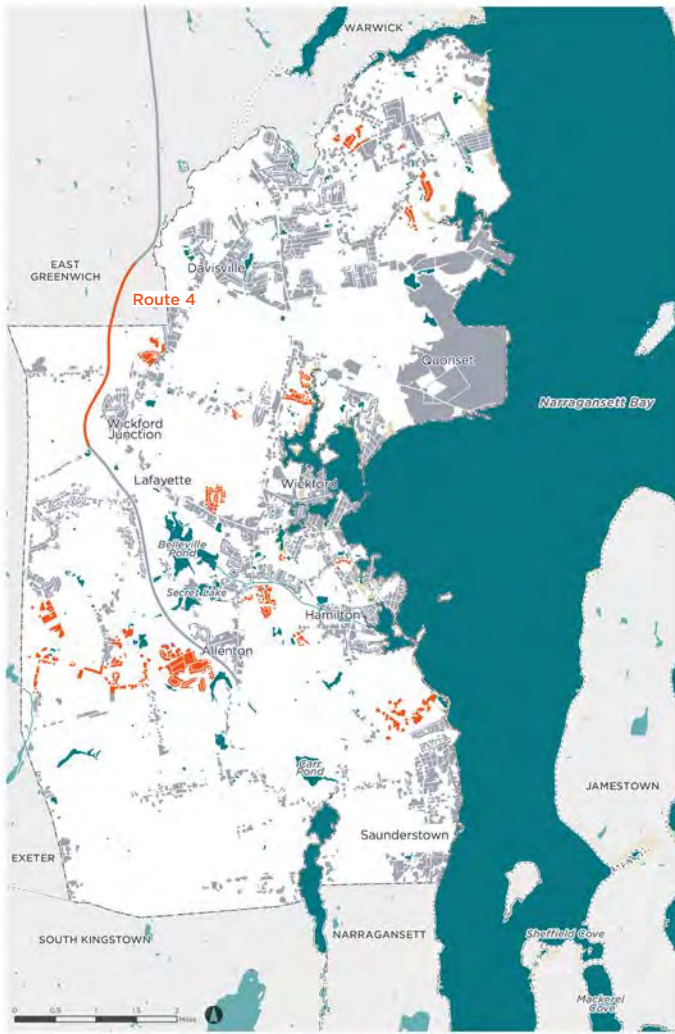 WARWICK
EAST
GREENWICH
Davisville
Route 4
Quonset
Narragansett Bay
Wickford
Junction
Lafayette
Wickford
Belleville
Pond
Secret Lake
Hamilton
Allenton
Carr
Pond
JAMESTOWN
Saunderstown
EXETER
SOUTH KINGSTOWN
NARRAGANSETT
Sheffield Cove
Mackerel
Cove
0 0.5 1 1.5 2
Miles